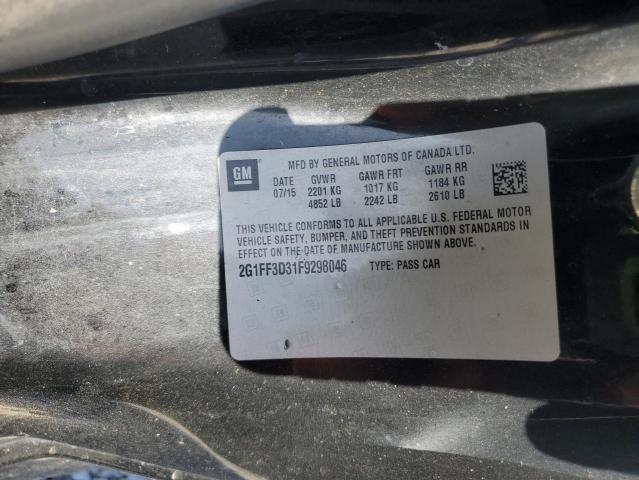 GM
MFD BY GENERAL MOTORS OF CANADA LTD.
DATE GVWR GAWR FRT GAWR RR
07/15 2201 KG 1017 KG 1184 KG
4852 LB 2242 LB 2610 LB
THIS VEHICLE CONFORMS TO ALL APPLICABLE U.S. FEDERAL MOTOR
VEHICLE SAFETY, BUMPER, AND THEFT PREVENTION STANDARDS IN
EFFECT ON THE DATE OF MANUFACTURE SHOWN ABOVE.
2G1FF3D31F9298046 TYPE: PASS CAR